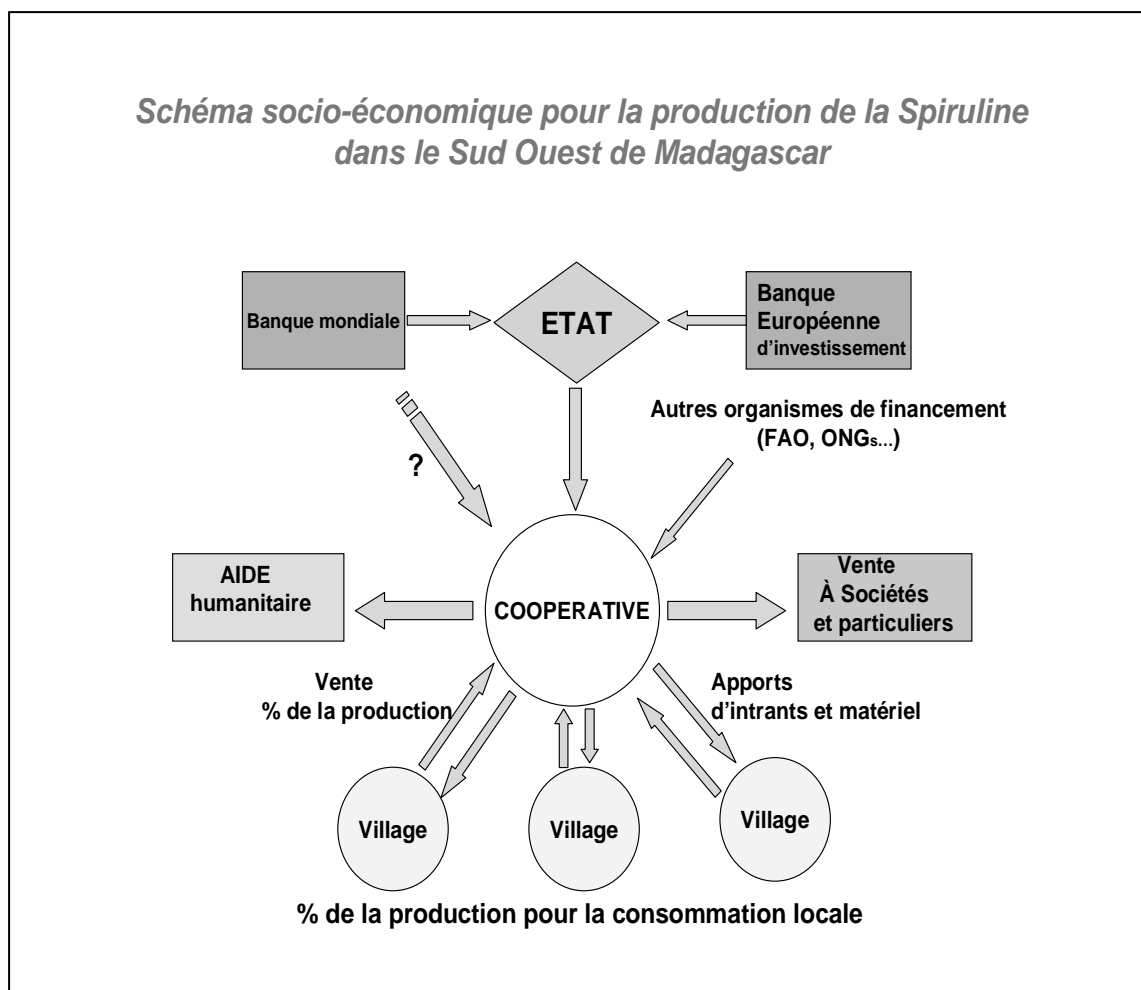 Schéma socio-économique pour la production de la Spiruline
dans le Sud Ouest de Madagascar
Banque mondiale
ETAT
Banque
Européenne
d’investissement
Autres organismes de financement
(FAO, ONGs...)
?
AIDE
humanitaire
COOPERATIVE
Vente
À Sociétés
et particuliers
Vente
% de la production
Apports
d’intrants et matériel
Village
Village
Village
% de la production pour la consommation locale